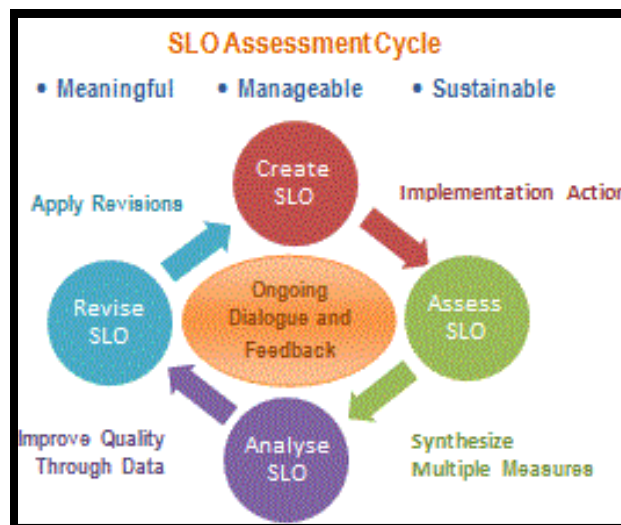 SLO Assessment Cycle
• Meaningful • Manageable • Sustainable
Create
SLO
Apply Revisions
Implementation Action
Ongoing
Dialogue and
Feedback
Revise
SLO
Assess
SLO
Improve Quality
Through Data
Analyse
SLO
Synthesize
Multiple Measures